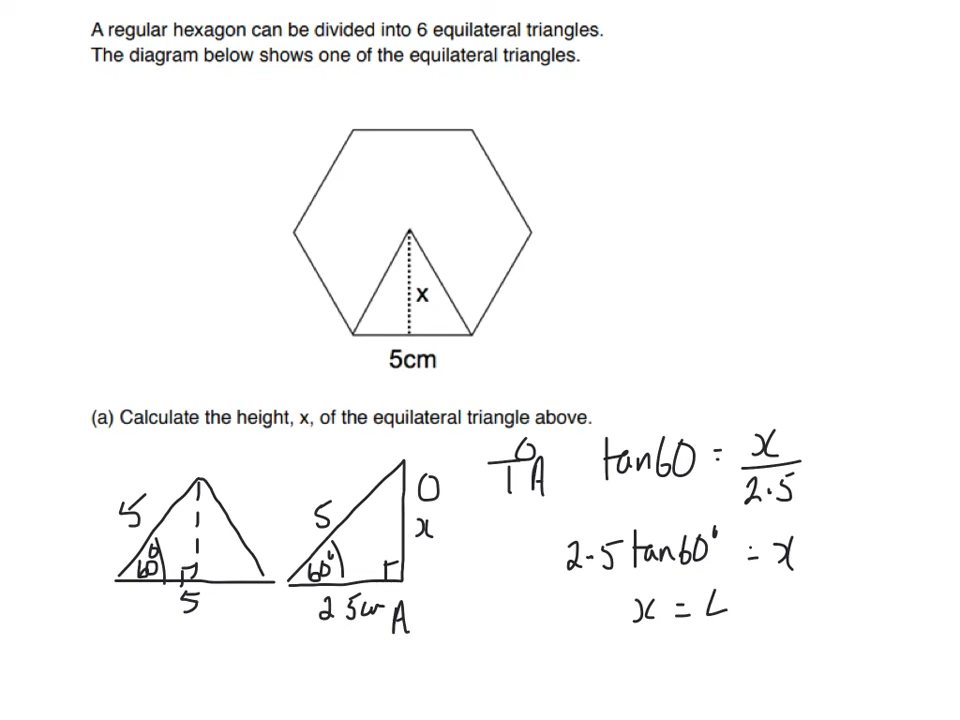 A regular hexagon can be divided into 6 equilateral triangles.
The diagram below shows one of the equilateral triangles.
x
5cm
(a) Calculate the height, x, of the equilateral triangle above.
5
60°
5
5
60°
2.5cm A
O
x
O
T A
tan60 = x
2.5
2.5 tan60° = x
x =